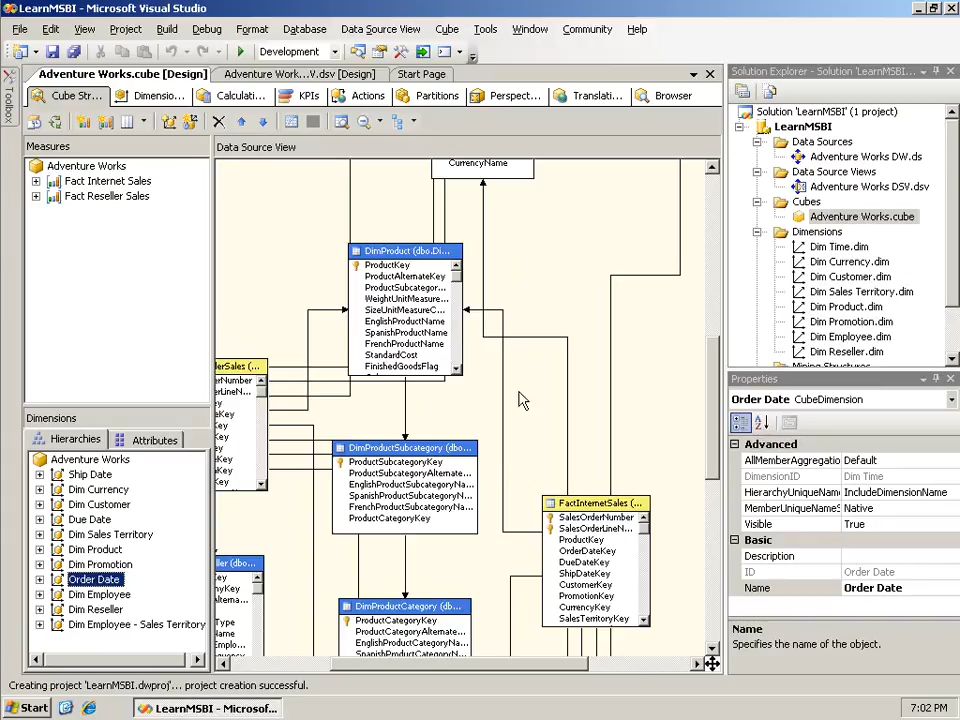 LearnMSBI - Microsoft Visual Studio
File Edit View Project Build Debug Format Database Data Source View Cube Tools Window Community Help
Development
Adventure Works.cube [Design] Adventure Work...V.dsv [Design] Start Page
Cube Str... Dimensio... Calculati... KPIs Actions Partitions Perspect... Translati... Browser
Measures
Adventure Works
Fact Internet Sales
Fact Reseller Sales
Dimensions
Hierarchies Attributes
Adventure Works
Ship Date
Dim Currency
Dim Customer
Due Date
Dim Sales Territory
Dim Product
Dim Promotion
Order Date
Dim Employee
Dim Reseller
Dim Employee - Sales Territory
Data Source View
CurrencyName
DimProduct (dbo.Di...
ProductKey
ProductAlternateKey
ProductSubcategor...
WeightUnitMeasure...
SizeUnitMeasureC...
EnglishProductName
SpanishProductName
FrenchProductName
StandardCost
FinishedGoodsFlag
DimProductSubcategory (dbo...
ProductSubcategoryKey
ProductSubcategoryAlternate...
EnglishProductSubcategoryNa...
SpanishProductSubcategoryN...
FrenchProductSubcategoryNa...
ProductCategoryKey
DimProductCategory (db...
ProductCategoryKey
ProductCategoryAlternate...
EnglishProductCategoryNa...
SpanishProductCategoryN...
FactInternetSales (...
SalesOrderNumber
SalesOrderLineN...
ProductKey
OrderDateKey
DueDateKey
ShipDateKey
CustomerKey
PromotionKey
CurrencyKey
SalesTerritoryKey
Toolbox
Solution Explorer - Solution 'LearnMSBI...
Solution 'LearnMSBI' (1 project)
LearnMSBI
Data Sources
Adventure Works DW.ds
Data Source Views
Adventure Works DSV.dsv
Cubes
Adventure Works.cube
Dimensions
Dim Time.dim
Dim Currency.dim
Dim Customer.dim
Dim Sales Territory.dim
Dim Product.dim
Dim Promotion.dim
Dim Employee.dim
Dim Reseller.dim
Mining Structures
Properties
Order Date CubeDimension
Advanced
AllMemberAggregatio Default
DimensionID Dim Time
HierarchyUniqueName IncludeDimensionName
MemberUniqueNameS Native
Visible True
Basic
Description
ID Order Date
Name Order Date
Name
Specifies the name of the object.
Creating project 'LearnMSBI.dwproj'... project creation successful.
Start LearnMSBI - Microsof... 7:02 PM